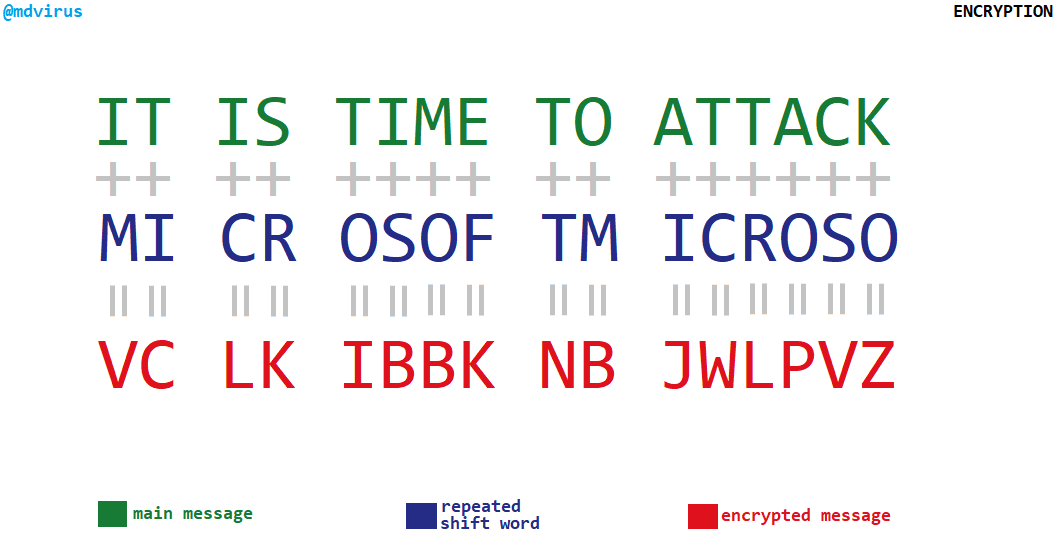 @mdvirus
ENCRYPTION
IT IS TIME TO ATTACK
++ ++ ++++ ++ ++++++
MI CR OSOF TM ICROSO
VC LK IBBK NB JWLPVZ
main message
repeated
shift word
encrypted message